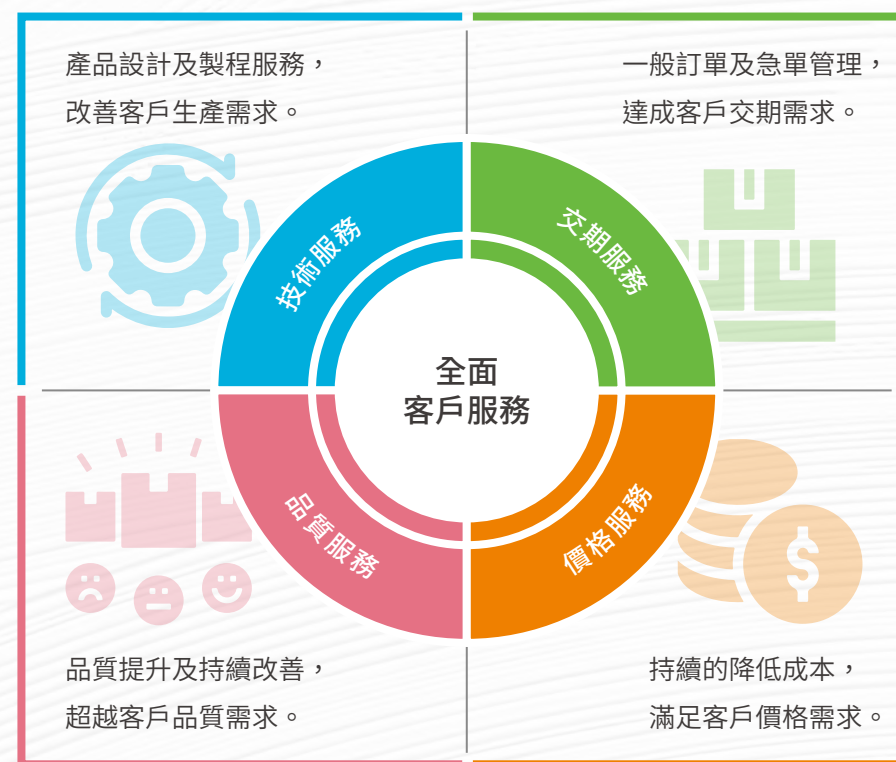 產品設計及製程服務，
改善客戶生產需求。
一般訂單及急單管理，
達成客戶交期需求。
技術服務
交期服務
全面
客戶服務
品質服務
價格服務
品質提升及持續改善，
超越客戶品質需求。
持續的降低成本，
滿足客戶價格需求。
$